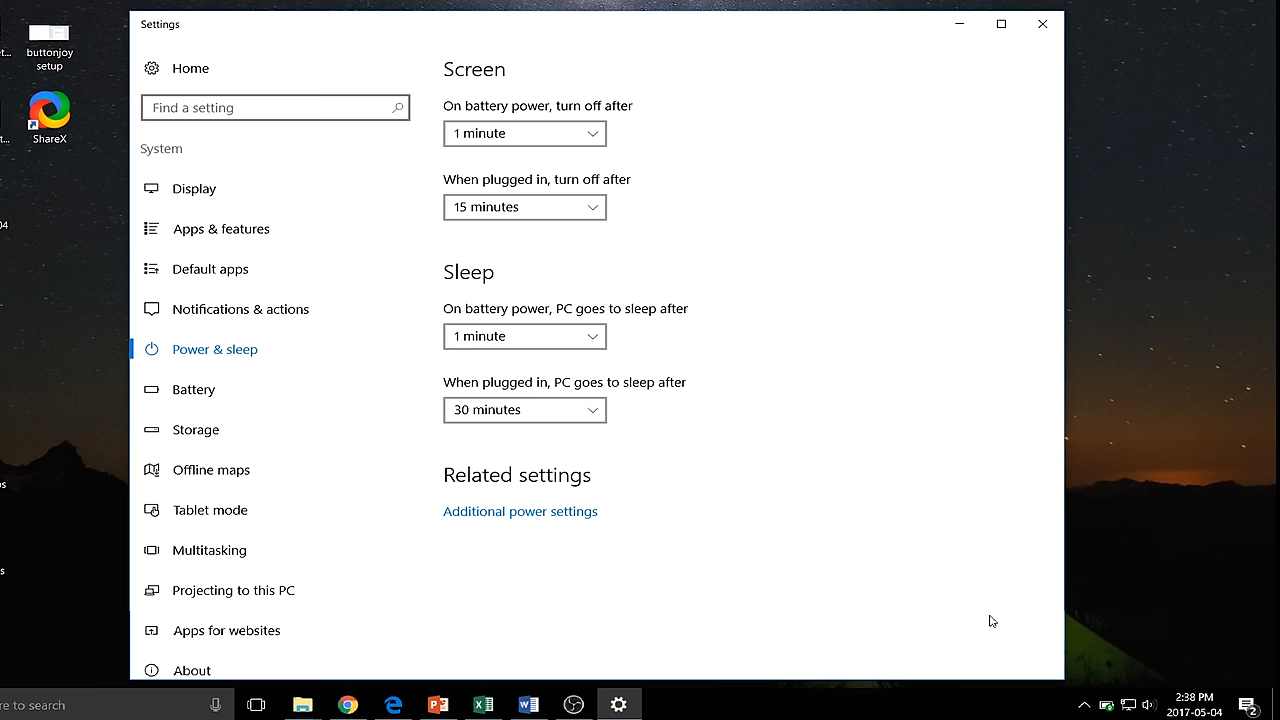 Settings
buttonjoy
setup
ShareX
Home
Find a setting
System
Display
Apps & features
Default apps
Notifications & actions
Power & sleep
Battery
Storage
Offline maps
Tablet mode
Multitasking
Projecting to this PC
Apps for websites
About
Screen
On battery power, turn off after
1 minute
When plugged in, turn off after
15 minutes
Sleep
On battery power, PC goes to sleep after
1 minute
When plugged in, PC goes to sleep after
30 minutes
Related settings
Additional power settings
to search
2:38 PM
2017-05-04
2